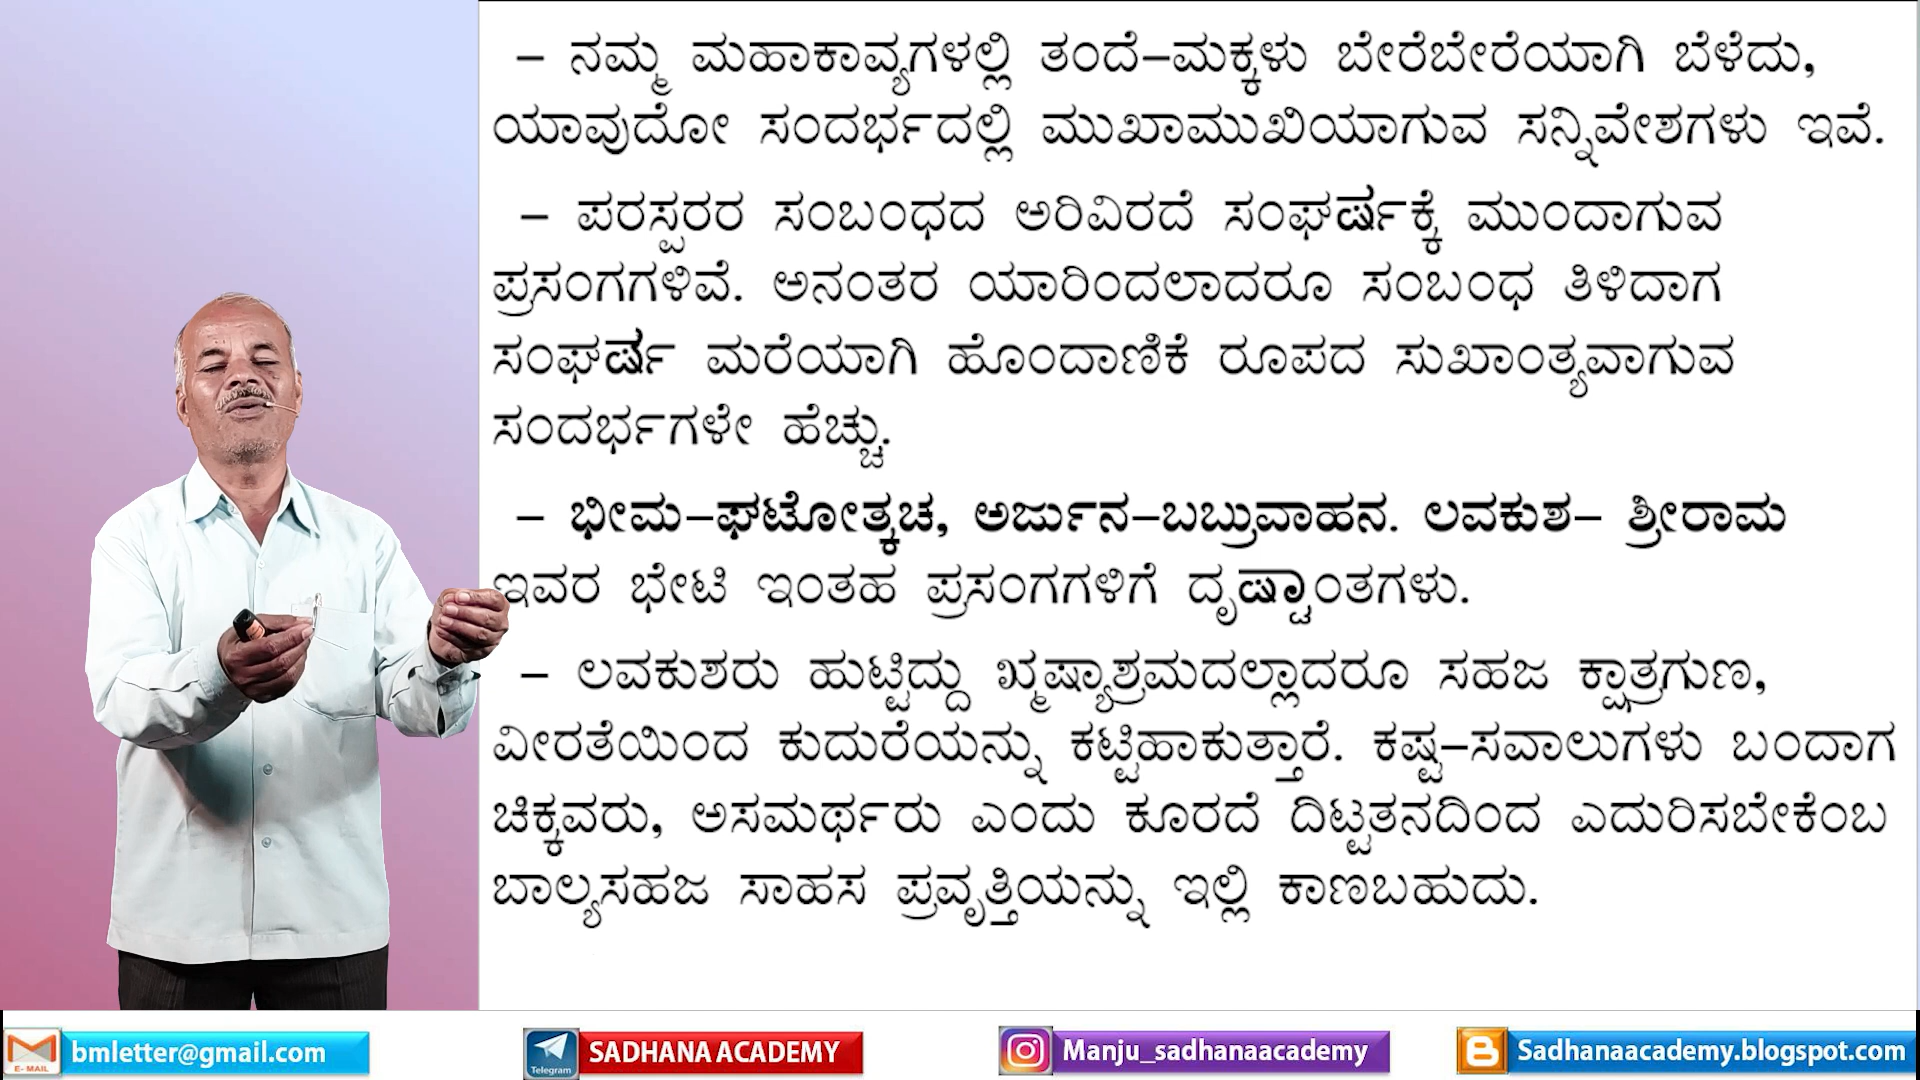 – ನಮ್ಮ ಮಹಾಕಾವ್ಯಗಳಲ್ಲಿ ತಂದೆ–ಮಕ್ಕಳು ಬೇರೆಬೇರೆಯಾಗಿ ಬೆಳೆದು,
ಯಾವುದೋ ಸಂದರ್ಭದಲ್ಲಿ ಮುಖಾಮುಖಿಯಾಗುವ ಸನ್ನಿವೇಶಗಳು ಇವೆ.
– ಪರಸ್ಪರರ ಸಂಬಂಧದ ಅರಿವಿರದೆ ಸಂಘರ್ಷಕ್ಕೆ ಮುಂದಾಗುವ
ಪ್ರಸಂಗಗಳಿವೆ. ಅನಂತರ ಯಾರಿಂದಲಾದರೂ ಸಂಬಂಧ ತಿಳಿದಾಗ
ಸಂಘರ್ಷ ಮರೆಯಾಗಿ ಹೊಂದಾಣಿಕೆ ರೂಪದ ಸುಖಾಂತ್ಯವಾಗುವ
ಸಂದರ್ಭಗಳೇ ಹೆಚ್ಚು.
– ಭೀಮ–ಘಟೋತ್ಕಚ, ಅರ್ಜುನ–ಬಬ್ರುವಾಹನ. ಲವಕುಶ– ಶ್ರೀರಾಮ
ಇವರ ಭೇಟಿ ಇಂತಹ ಪ್ರಸಂಗಗಳಿಗೆ ದೃಷ್ಟಾಂತಗಳು.
– ಲವಕುಶರು ಹುಟ್ಟಿದ್ದು ಋಷ್ಯಾಶ್ರಮದಲ್ಲಾದರೂ ಸಹಜ ಕ್ಷಾತ್ರಗುಣ,
ವೀರತೆಯಿಂದ ಕುದುರೆಯನ್ನು ಕಟ್ಟಿಹಾಕುತ್ತಾರೆ. ಕಷ್ಟ–ಸವಾಲುಗಳು ಬಂದಾಗ
ಚಿಕ್ಕವರು, ಅಸಮರ್ಥರು ಎಂದು ಕೂರದೆ ದಿಟ್ಟತನದಿಂದ ಎದುರಿಸಬೇಕೆಂಬ
ಬಾಲ್ಯಸಹಜ ಸಾಹಸ ಪ್ರವೃತ್ತಿಯನ್ನು ಇಲ್ಲಿ ಕಾಣಬಹುದು.
E- MAIL bmletter@gmail.com Telegram SADHANA ACADEMY Manju_sadhanaacademy Sadhanaacademy.blogspot.com